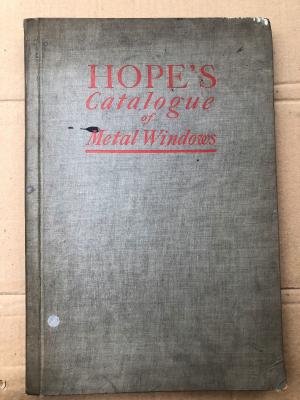 HOPE'S
Catalogue
of
Metal Windows